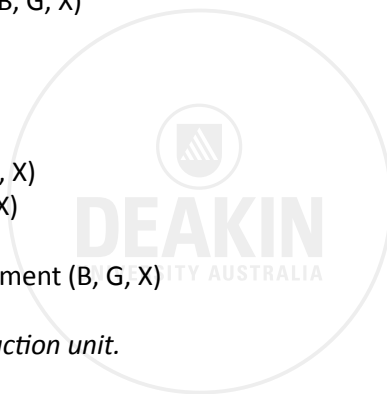 B, G, X)
, X)
X)
DEAKIN
UNIVERSITY AUSTRALIA
ment (B, G, X)
ction unit.